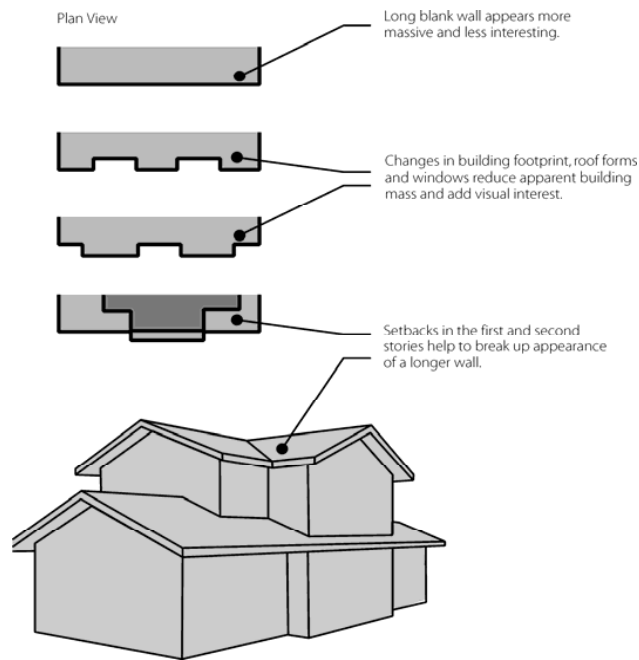 Plan View
Long blank wall appears more
massive and less interesting.
Changes in building footprint, roof forms
and windows reduce apparent building
mass and add visual interest.
Setbacks in the first and second
stories help to break up appearance
of a longer wall.